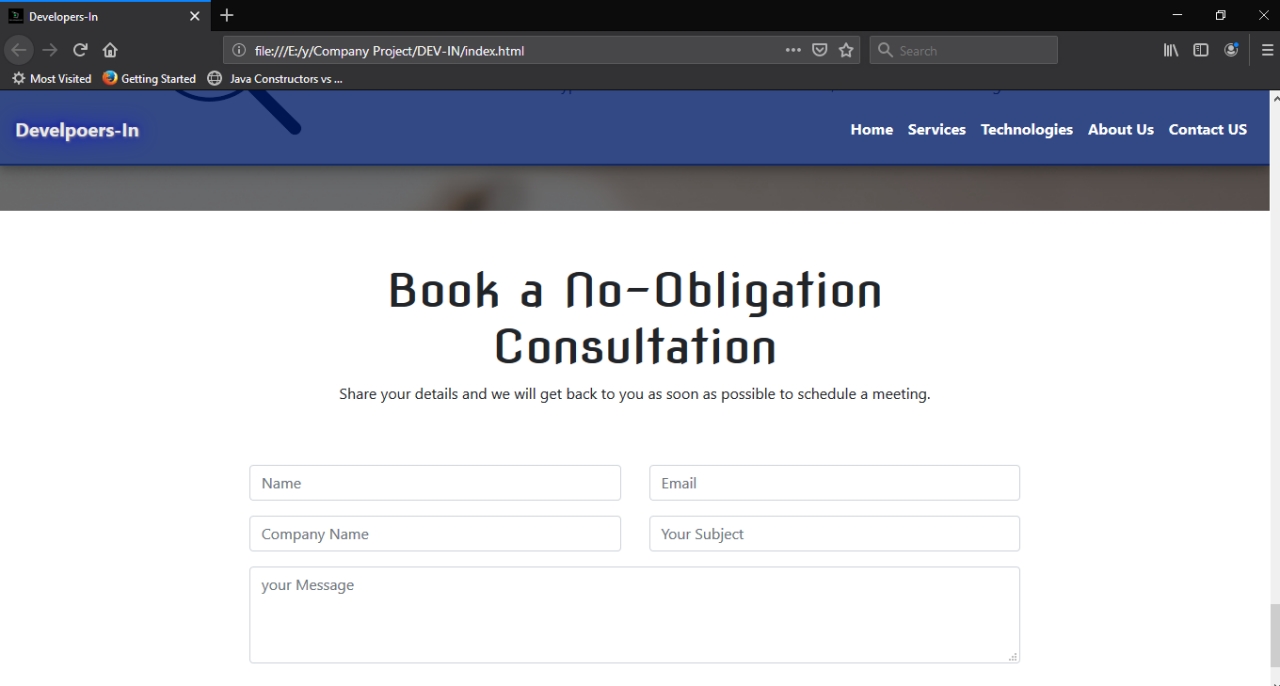 Developers-In
file:///E:/y/Company Project/DEV-IN/index.html
Search
Most Visited Getting Started Java Constructors vs ...
Develpoers-In
Home Services Technologies About Us Contact US
Book a No-Obligation
Consultation
Share your details and we will get back to you as soon as possible to schedule a meeting.
Name Email
Company Name Your Subject
your Message